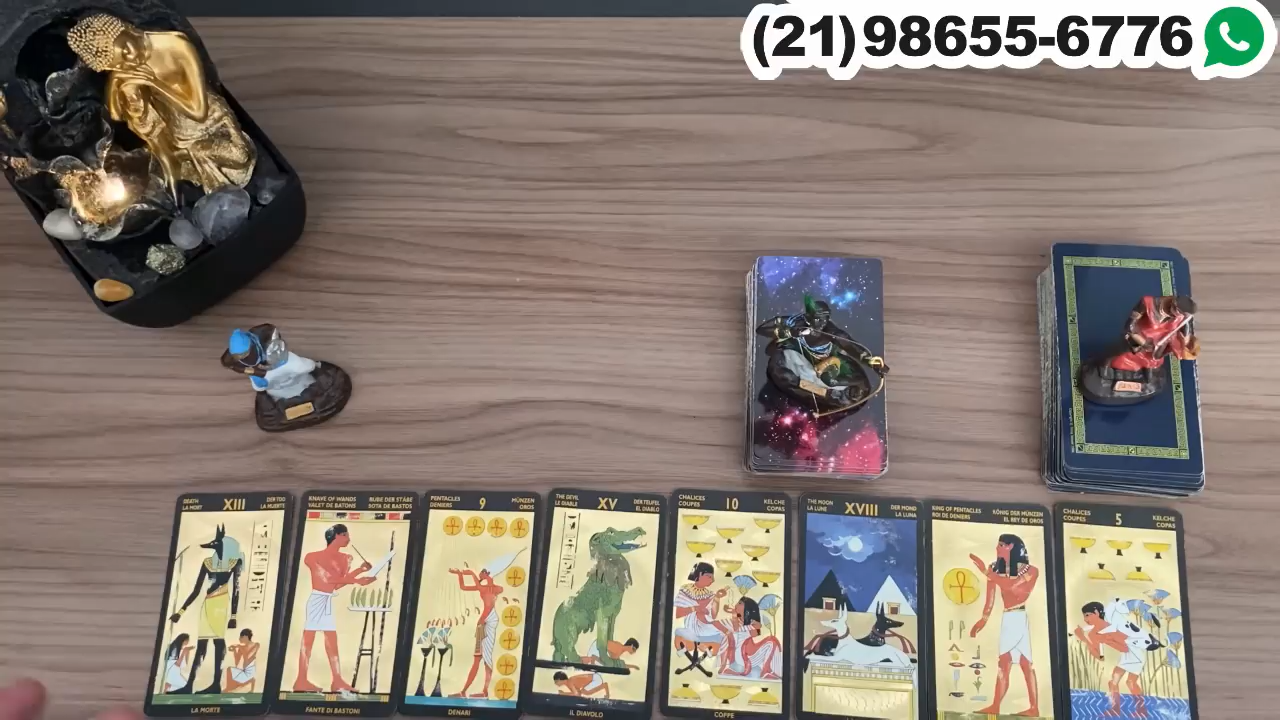 (21)98655-6776
DEATH
LA MORT
XIII
DER TOD
LA MUERTE
LA MORTE
KNAVE OF WANDS
VALET DE BATONS
BUBE DER STÄBE
SOTA DE BASTOS
FANTE DI BASTONI
PENTACLES
DENIERS
9
MÜNZEN
OROS
DENARI
THE DEVIL
LE DIABLE
XV
DER TEUFEL
EL DIABLO
IL DIAVOLO
CHALICES
COUPES
10
KELCHE
COPAS
COPPE
THE MOON
LA LUNE
XVIII
DER MOND
LA LUNA
KING OF PENTACLES
ROI DE DENIERS
KÖNIG DER MÜNZEN
EL REY DE OROS
CHALICES
COUPES
5
KELCHE
COPAS